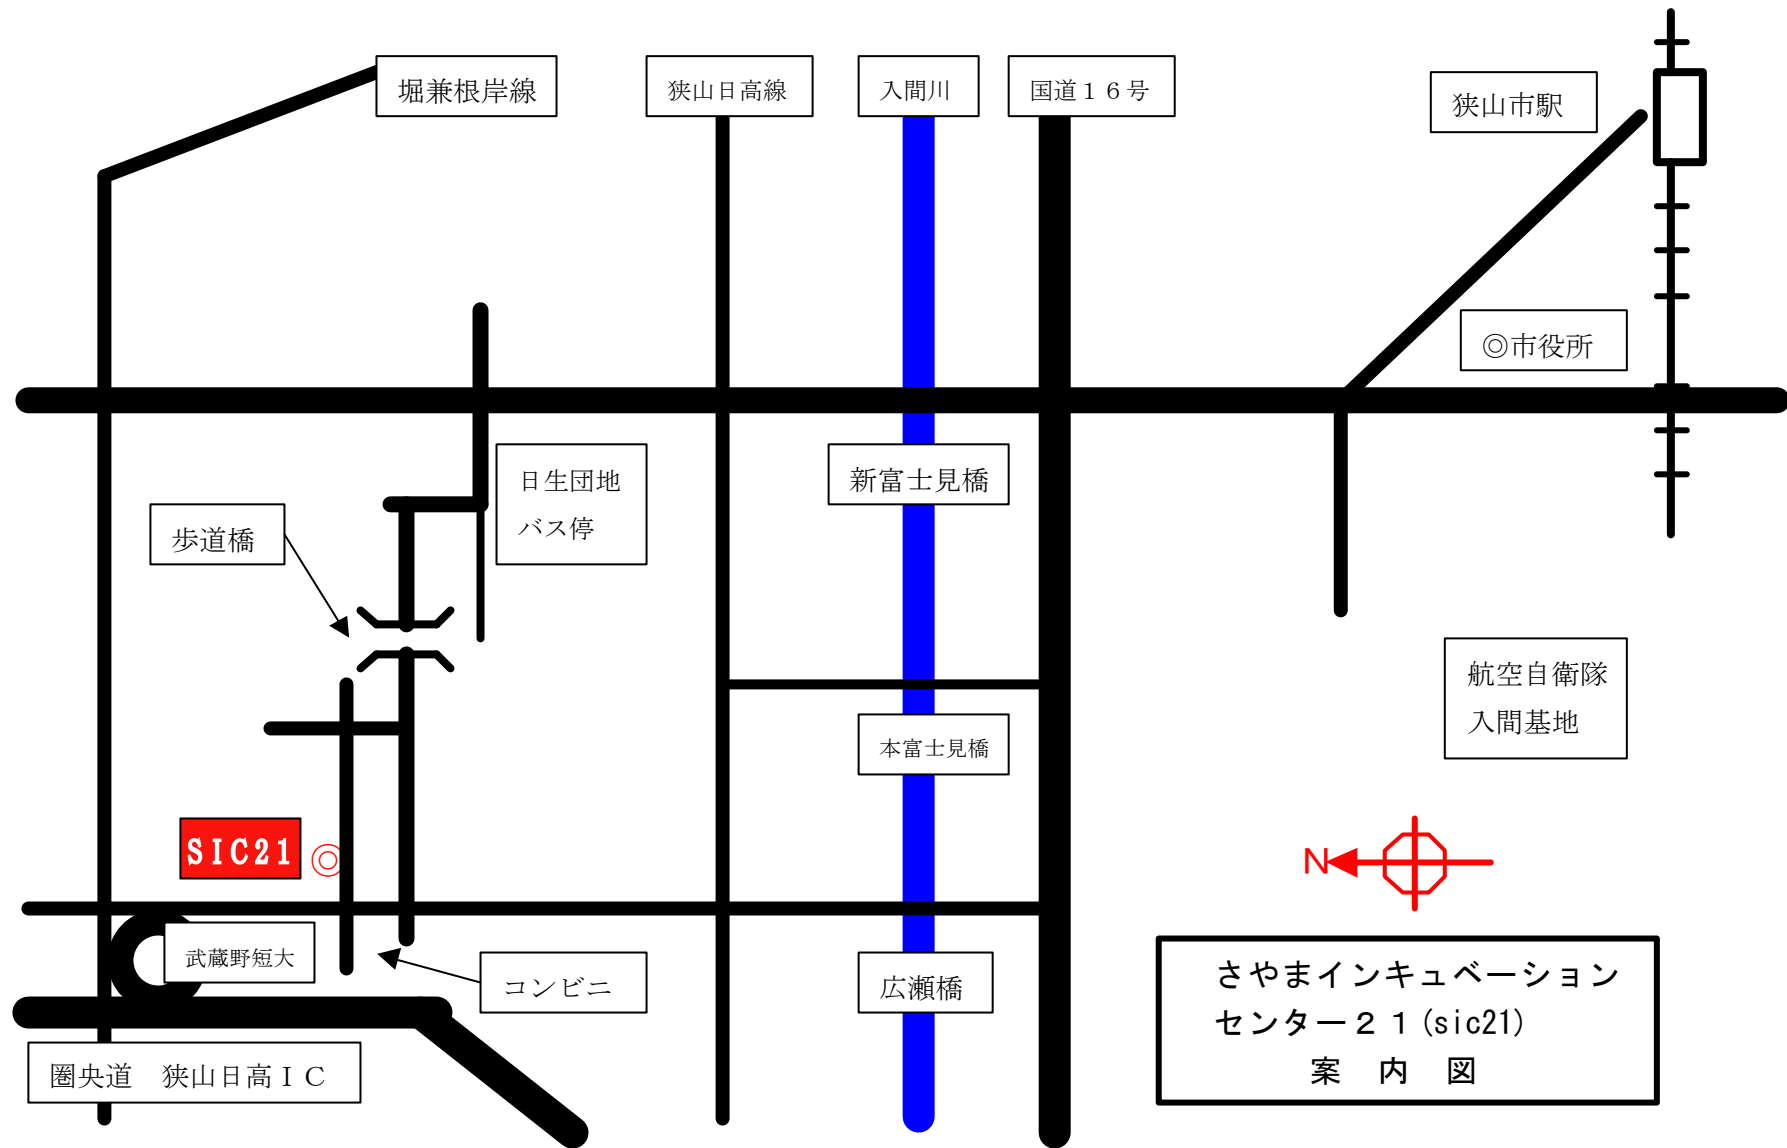 堀兼根岸線
狭山日高線
入間川
国道１６号
狭山市駅
◎市役所
日生団地
バス停
新富士見橋
歩道橋
航空自衛隊
入間基地
本富士見橋
SIC21
◎
N
武蔵野短大
コンビニ
広瀬橋
さやまインキュベーション
センター２１(sic21)
案　内　図
圏央道　狭山日高ＩＣ